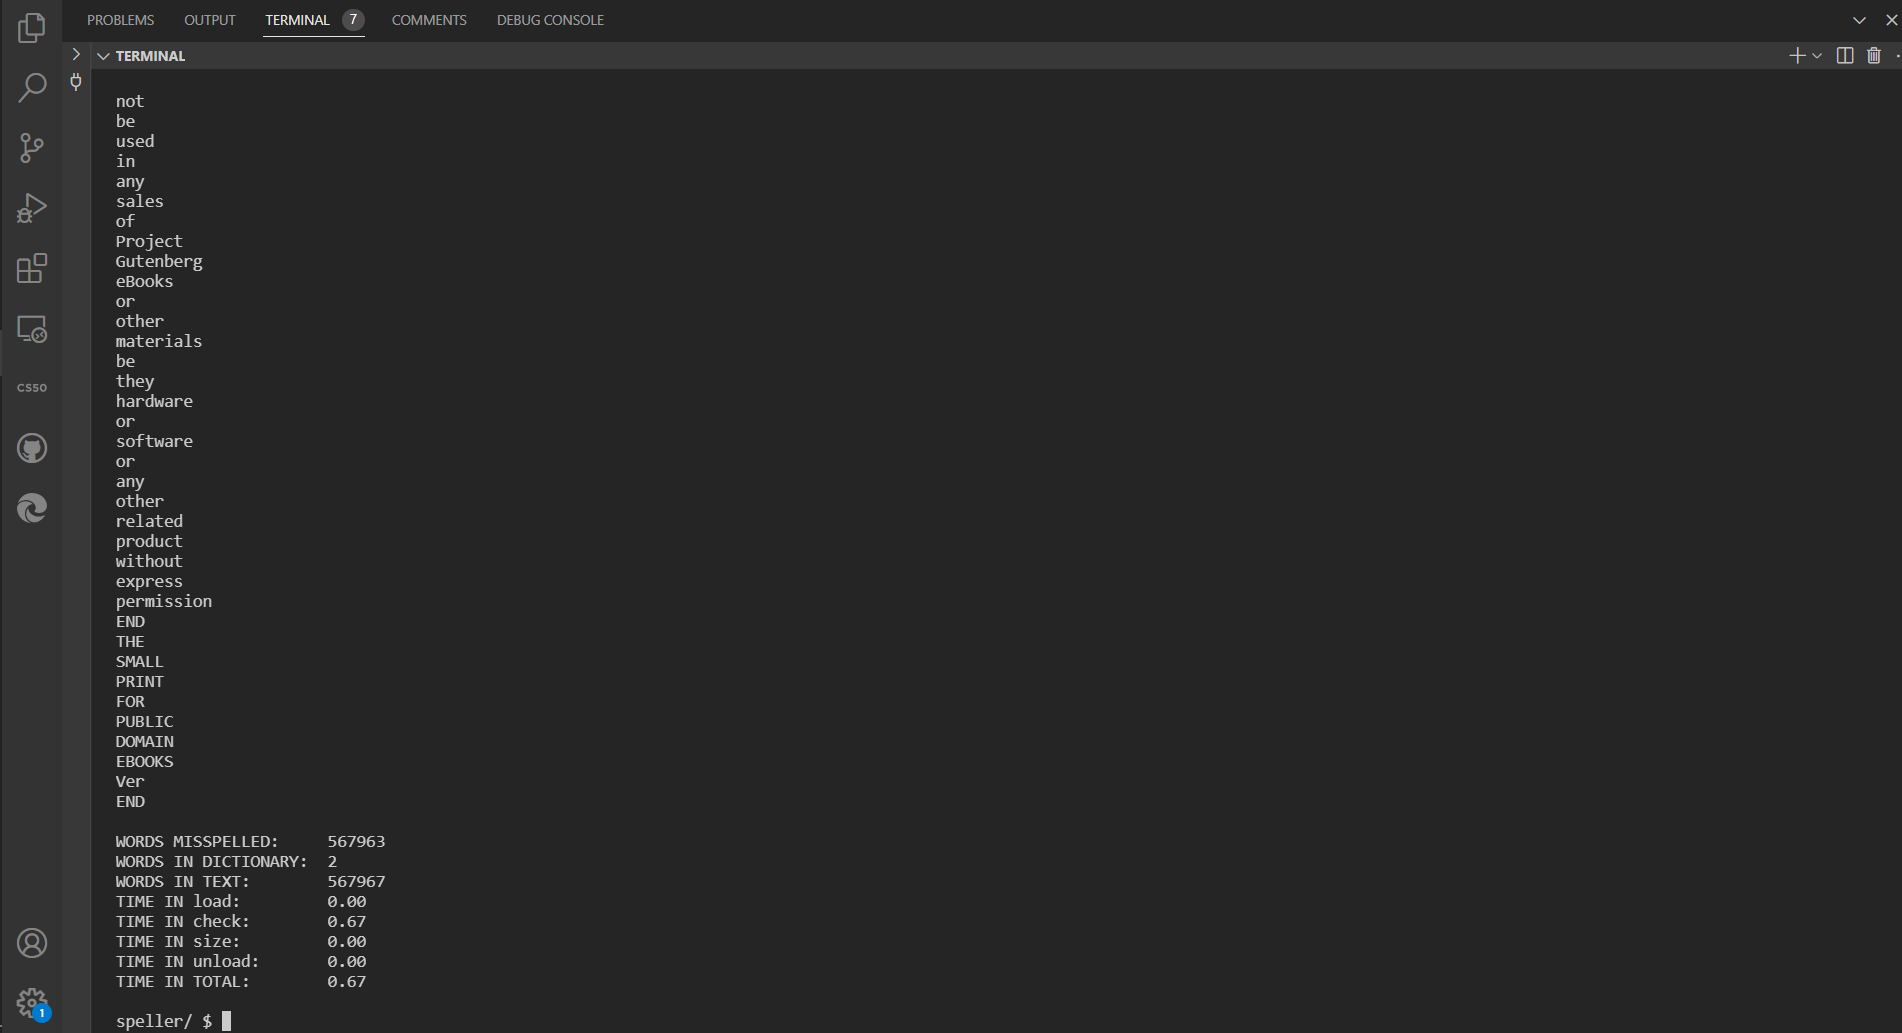 PROBLEMS OUTPUT TERMINAL 7 COMMENTS DEBUG CONSOLE
TERMINAL
not
be
used
in
any
sales
of
Project
Gutenberg
eBooks
or
other
materials
be
they
hardware
or
software
or
any
other
related
product
without
express
permission
END
THE
SMALL
PRINT
FOR
PUBLIC
DOMAIN
EBOOKS
Ver
END
WORDS MISSPELLED: 567963
WORDS IN DICTIONARY: 2
WORDS IN TEXT: 567967
TIME IN load: 0.00
TIME IN check: 0.67
TIME IN size: 0.00
TIME IN unload: 0.00
TIME IN TOTAL: 0.67
speller/ $
CS50
1